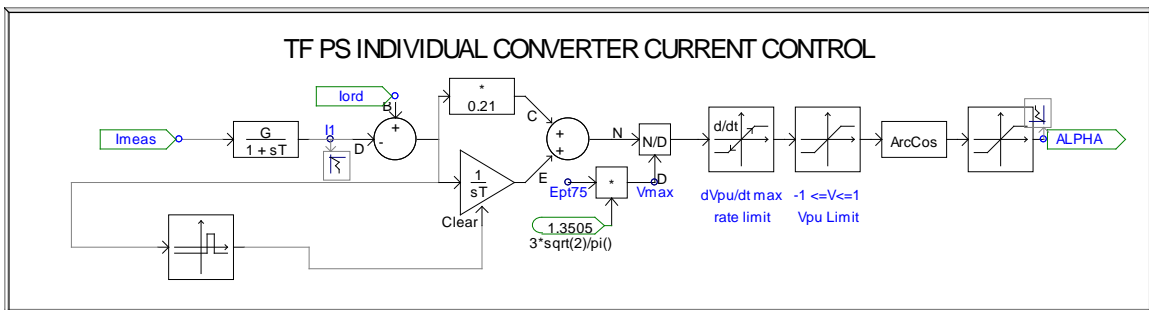 TF PS INDIVIDUAL CONVERTER CURRENT CONTROL
Iord
B
+
-
Imeas
G
1 + sT
I1
D
*
0.21
C
+
+
1
sT
E
Clear
N
N/D
D
Ept75
*
Vmax
1.3505
3*sqrt(2)/pi()
d/dt
dVpu/dt max
rate limit
-1 <=V<=1
Vpu Limit
ArcCos
ALPHA